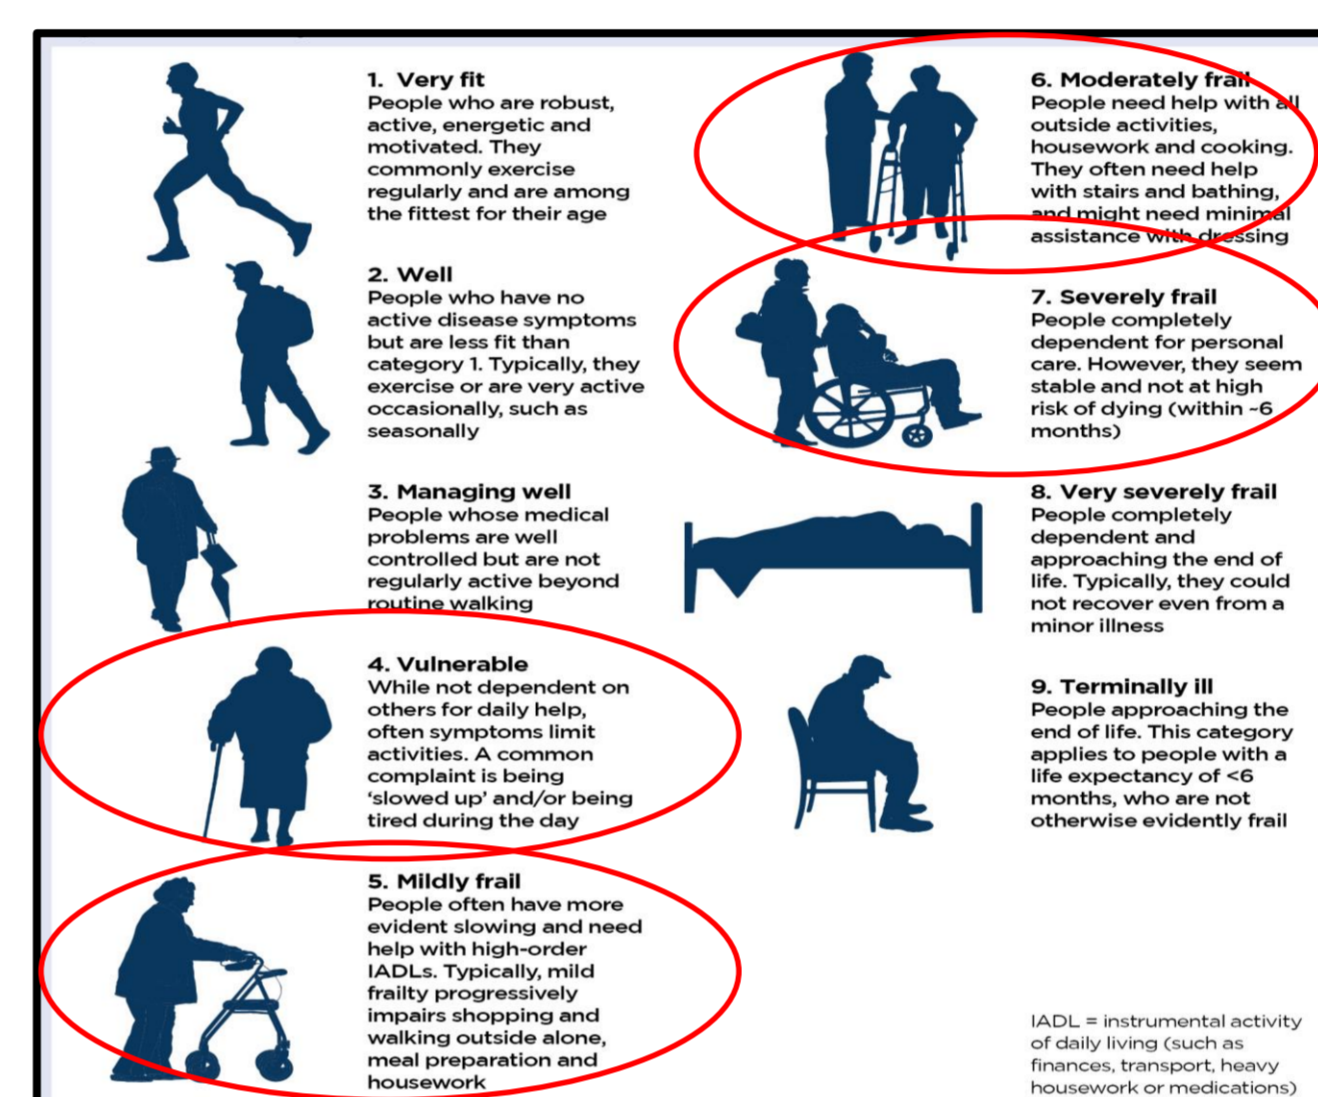 1. Very fit
People who are robust,
active, energetic and
motivated. They
commonly exercise
regularly and are among
the fittest for their age
2. Well
People who have no
active disease symptoms
but are less fit than
category 1. Typically, they
exercise or are very active
occasionally, such as
seasonally
3. Managing well
People whose medical
problems are well
controlled but are not
regularly active beyond
routine walking
4. Vulnerable
While not dependent on
others for daily help,
often symptoms limit
activities. A common
complaint is being
‘slowed up’ and/or being
tired during the day
5. Mildly frail
People often have more
evident slowing and need
help with high-order
IADLs. Typically, mild
frailty progressively
impairs shopping and
walking outside alone,
meal preparation and
housework
6. Moderately frail
People need help with all
outside activities,
housework and cooking.
They often need help
with stairs and bathing,
and might need minimal
assistance with dressing
7. Severely frail
People completely
dependent for personal
care. However, they seem
stable and not at high
risk of dying (within ~6
months)
8. Very severely frail
People completely
dependent and
approaching the end of
life. Typically, they could
not recover even from a
minor illness
9. Terminally ill
People approaching the
end of life. This category
applies to people with a
life expectancy of <6
months, who are not
otherwise evidently frail
IADL = instrumental activity
of daily living (such as
finances, transport, heavy
housework or medications)